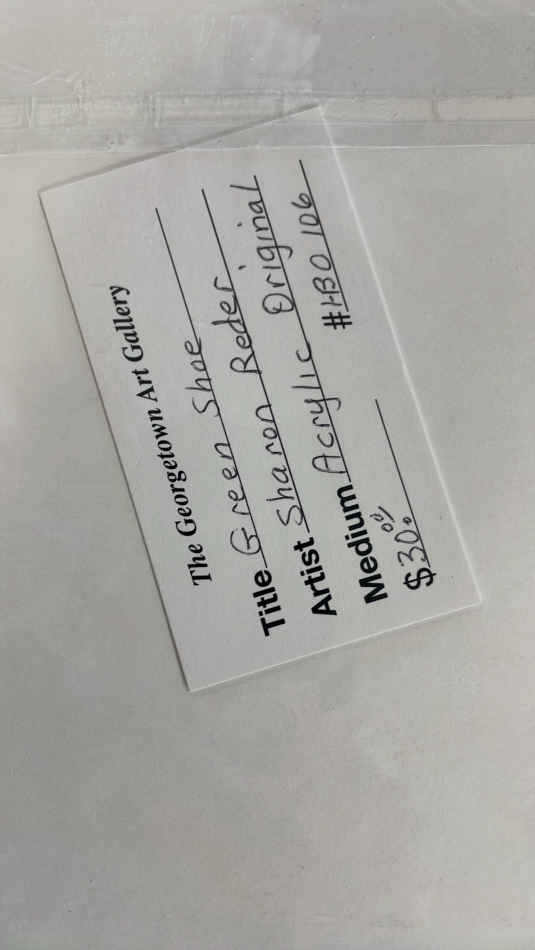 The Georgetown Art Gallery
Title Green Shoe
Artist Sharon Reder
Medium Acrylic Original
$30.00 #HBO 106